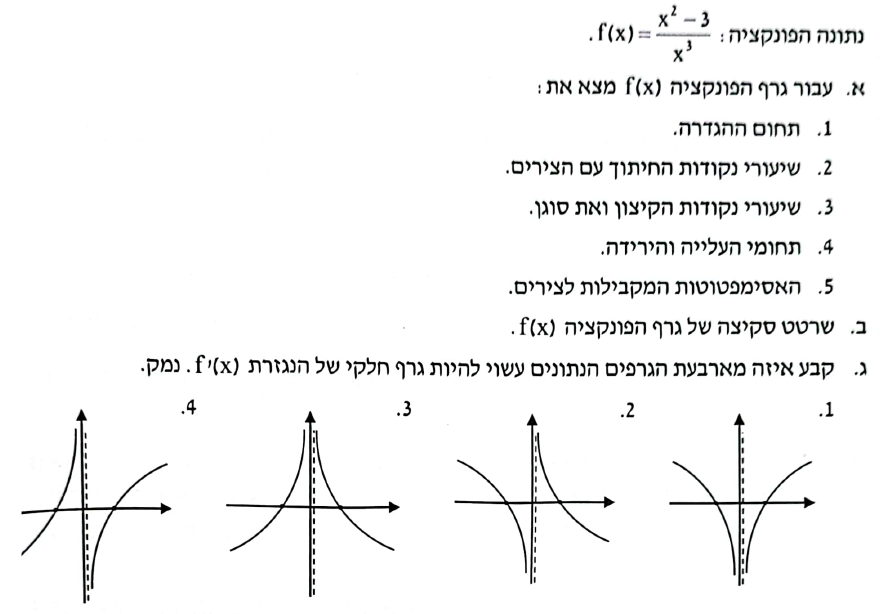 נתונה הפונקציה: f(x) = (x² − 3) / x³ .
א. עבור גרף הפונקציה f(x) מצא את:
1. תחום ההגדרה.
2. שיעורי נקודות החיתוך עם הצירים.
3. שיעורי נקודות הקיצון ואת סוגן.
4. תחומי העלייה והירידה.
5. האסימפטוטות המקבילות לצירים.
ב. שרטט סקיצה של גרף הפונקציה f(x).
ג. קבע איזה מארבעת הגרפים הנתונים עשוי להיות גרף חלקי של הנגזרת f'(x). נמק.
1. 2. 3. 4.